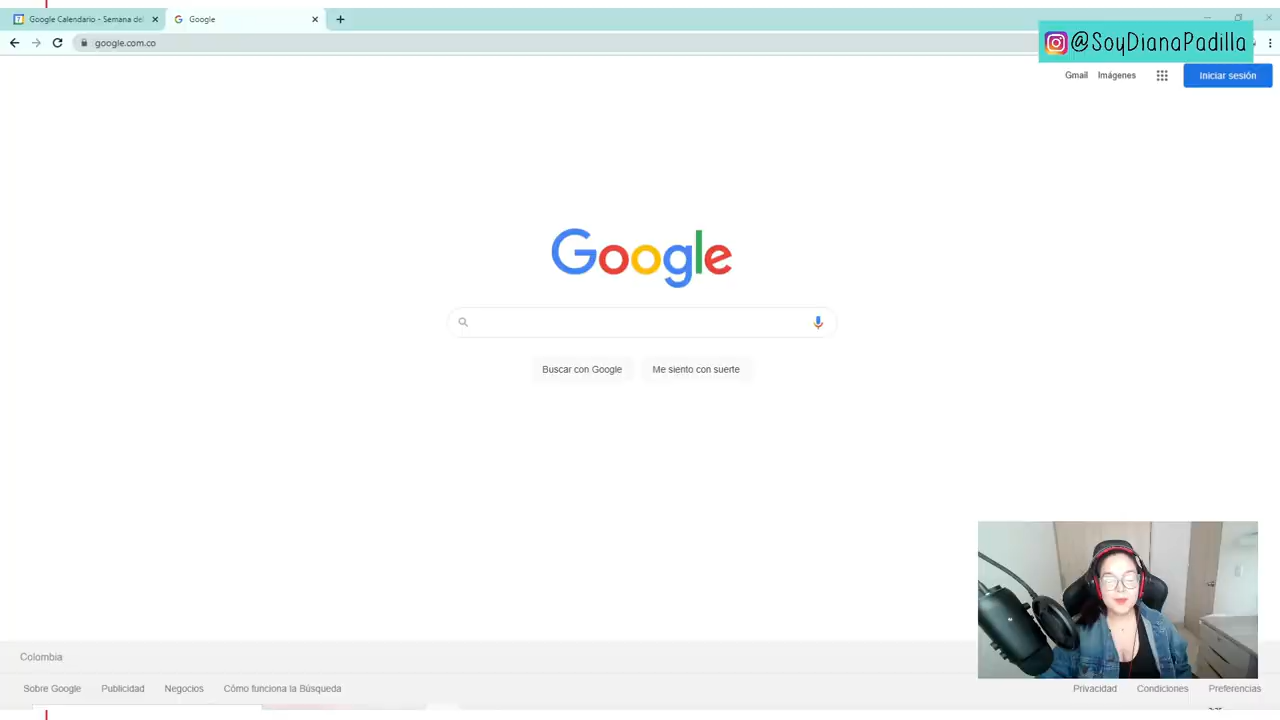 Google Calendario - Semana del
Google
google.com.co
@SoyDianaPadilla
Gmail
Imágenes
Iniciar sesión
Google
Buscar con Google
Me siento con suerte
Colombia
Sobre Google
Publicidad
Negocios
Cómo funciona la Búsqueda
Privacidad
Condiciones
Preferencias